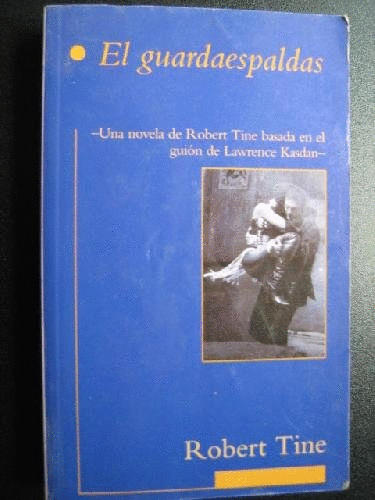 El guardaespaldas
–Una novela de Robert Tine basada en el
guión de Lawrence Kasdan–
Robert Tine